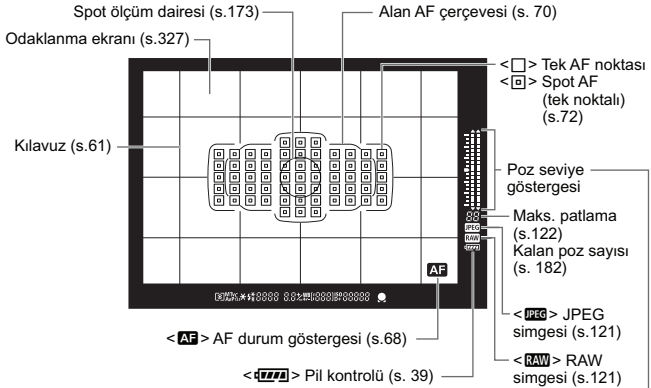 Spot ölçüm dairesi (s.173)
Alan AF çerçevesi (s. 70)
Odaklanma ekranı (s.327)
<□> Tek AF noktası
<▣> Spot AF
(tek noktalı)
(s.72)
Kılavuz (s.61)
Poz seviye
göstergesi
Maks. patlama
(s.122)
Kalan poz sayısı
(s. 182)
JPEG
RAW
AF
<JPEG> JPEG
simgesi (s.121)
<AF> AF durum göstergesi (s.68)
<RAW> RAW
simgesi (s.121)
Pil kontrolü (s. 39)